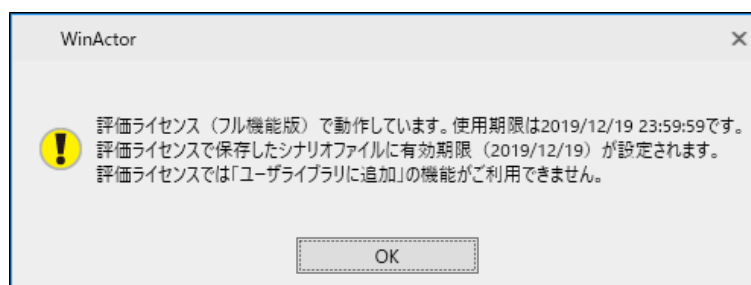 WinActor
評価ライセンス（フル機能版）で動作しています。使用期限は2019/12/19 23:59:59です。
評価ライセンスで保存したシナリオファイルに有効期限（2019/12/19）が設定されます。
評価ライセンスでは「ユーザライブラリに追加」の機能がご利用できません。
OK